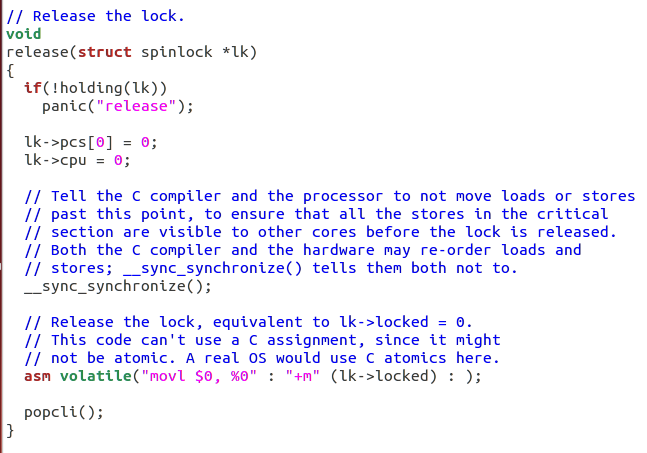 // Release the lock.
void
release(struct spinlock *lk)
{
  if(!holding(lk))
    panic("release");

  lk->pcs[0] = 0;
  lk->cpu = 0;

  // Tell the C compiler and the processor to not move loads or stores
  // past this point, to ensure that all the stores in the critical
  // section are visible to other cores before the lock is released.
  // Both the C compiler and the hardware may re-order loads and
  // stores; __sync_synchronize() tells them both not to.
  __sync_synchronize();

  // Release the lock, equivalent to lk->locked = 0.
  // This code can't use a C assignment, since it might
  // not be atomic. A real OS would use C atomics here.
  asm volatile("movl $0, %0" : "+m" (lk->locked) : );

  popcli();
}